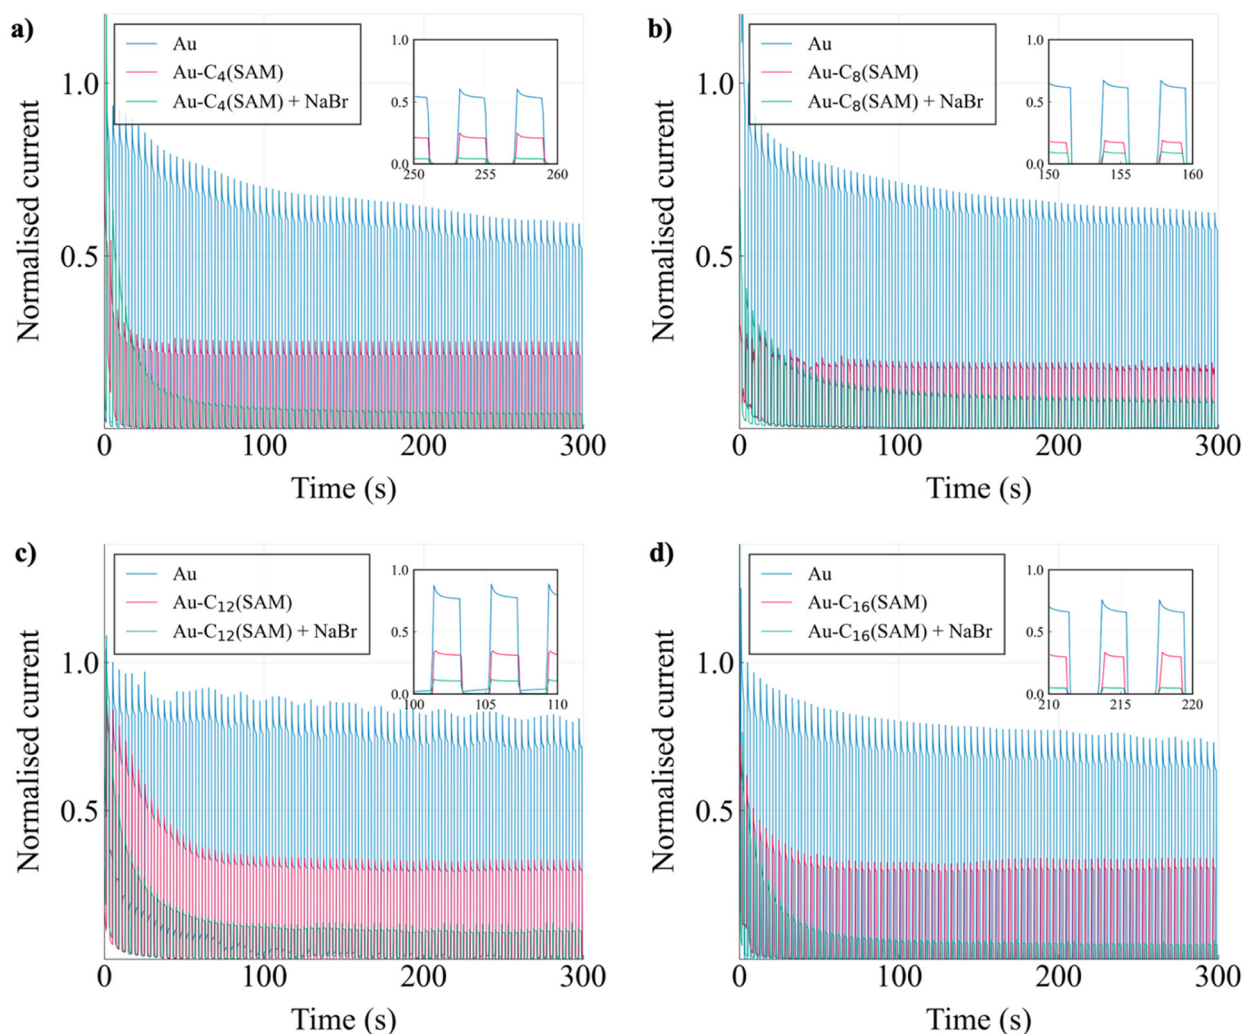 a)
Au
Au-C₄(SAM)
Au-C₄(SAM) + NaBr
1.0
0.5
0.0
250 255 260
1.0
0.5
Normalised current
0 100 200 300
Time (s)
b)
Au
Au-C₈(SAM)
Au-C₈(SAM) + NaBr
1.0
0.5
0.0
150 155 160
1.0
0.5
Normalised current
0 100 200 300
Time (s)
c)
Au
Au-C₁₂(SAM)
Au-C₁₂(SAM) + NaBr
1.0
0.5
0.0
100 105 110
1.0
0.5
Normalised current
0 100 200 300
Time (s)
d)
Au
Au-C₁₆(SAM)
Au-C₁₆(SAM) + NaBr
1.0
0.5
0.0
210 215 220
1.0
0.5
Normalised current
0 100 200 300
Time (s)